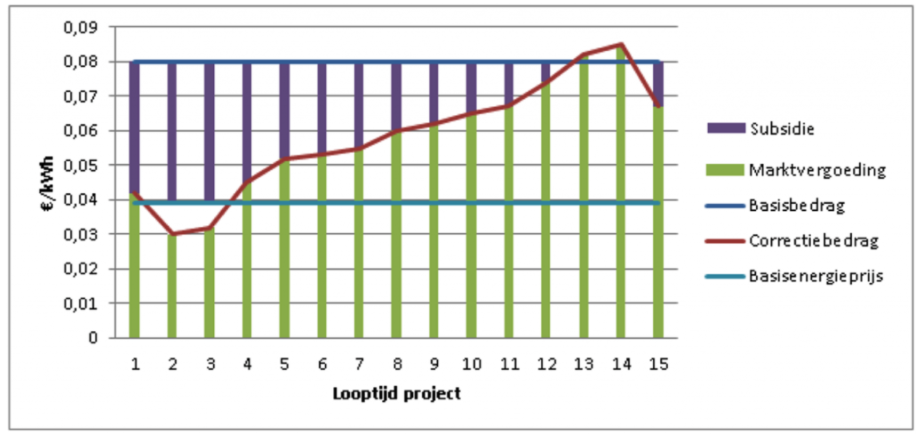 0,09
0,08
0,07
0,06
0,05
0,04
0,03
0,02
0,01
0
€/kWh
1 2 3 4 5 6 7 8 9 10 11 12 13 14 15
Looptijd project
Subsidie
Marktvergoeding
Basisbedrag
Correctiebedrag
Basisenergieprijs